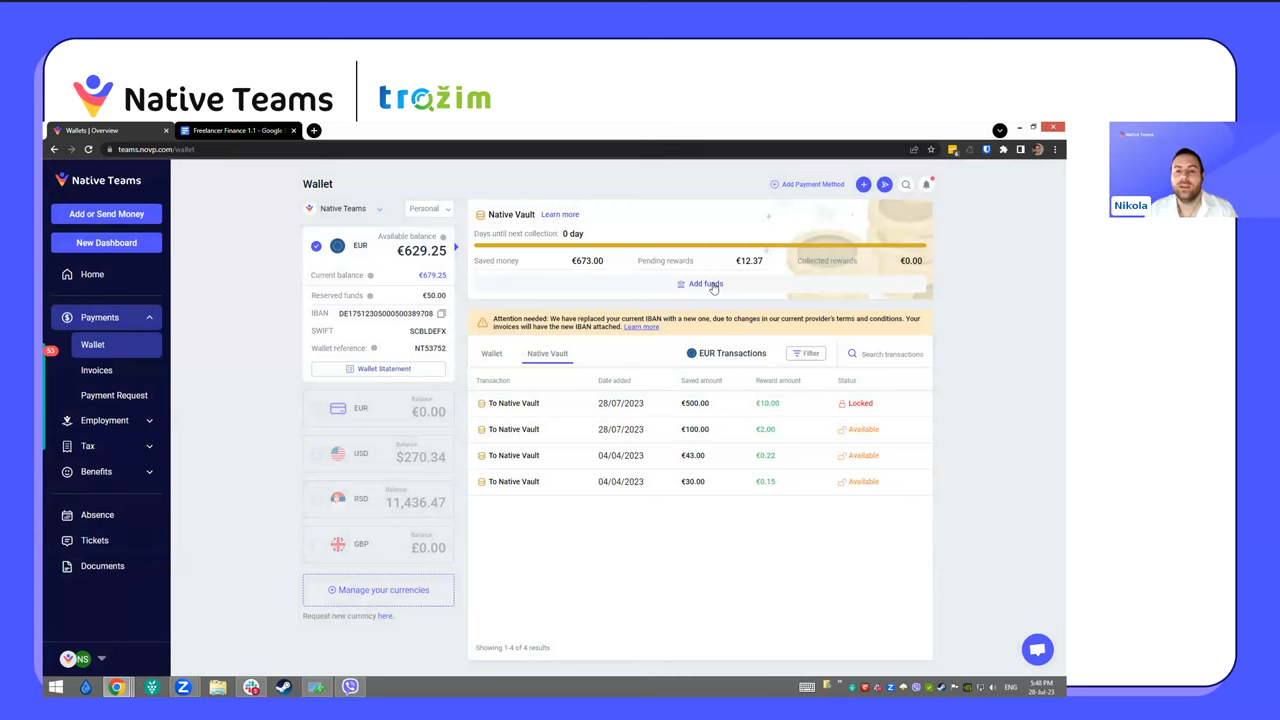 Native Teams
tražim
Wallets | Overview
Freelancer Finance 1.1 - Google
teams.novp.com/wallet
Native Teams
Nikola
Native Teams
Add or Send Money
New Dashboard
Home
Payments
Wallet
53
Invoices
Payment Request
Employment
Tax
Benefits
Absence
Tickets
Documents
NS
Wallet
Add Payment Method
Native Teams
Personal
EUR
Available balance
€629.25
Current balance
€679.25
Reserved funds
€50.00
IBAN
DE17512305000500389708
SWIFT
SCBLDEFX
Wallet reference:
NT53752
Wallet Statement
EUR
Balance
€0.00
USD
Balance
$270.34
RSD
Balance
11,436.47
GBP
Balance
£0.00
Manage your currencies
Request new currency here.
Native Vault Learn more
Days until next collection: 0 day
Saved money €673.00 Pending rewards €12.37 Collected rewards €0.00
Add funds
Attention needed: We have replaced your current IBAN with a new one, due to changes in our current provider's terms and conditions. Your
invoices will have the new IBAN attached. Learn more
Wallet Native Vault EUR Transactions Filter Search transactions
Transaction Date added Saved amount Reward amount Status
To Native Vault 28/07/2023 €500.00 €10.00 Locked
To Native Vault 28/07/2023 €100.00 €2.00 Available
To Native Vault 04/04/2023 €43.00 €0.22 Available
To Native Vault 04/04/2023 €30.00 €0.15 Available
Showing 1-4 of 4 results
ENG
5:48 PM
28-Jul-23